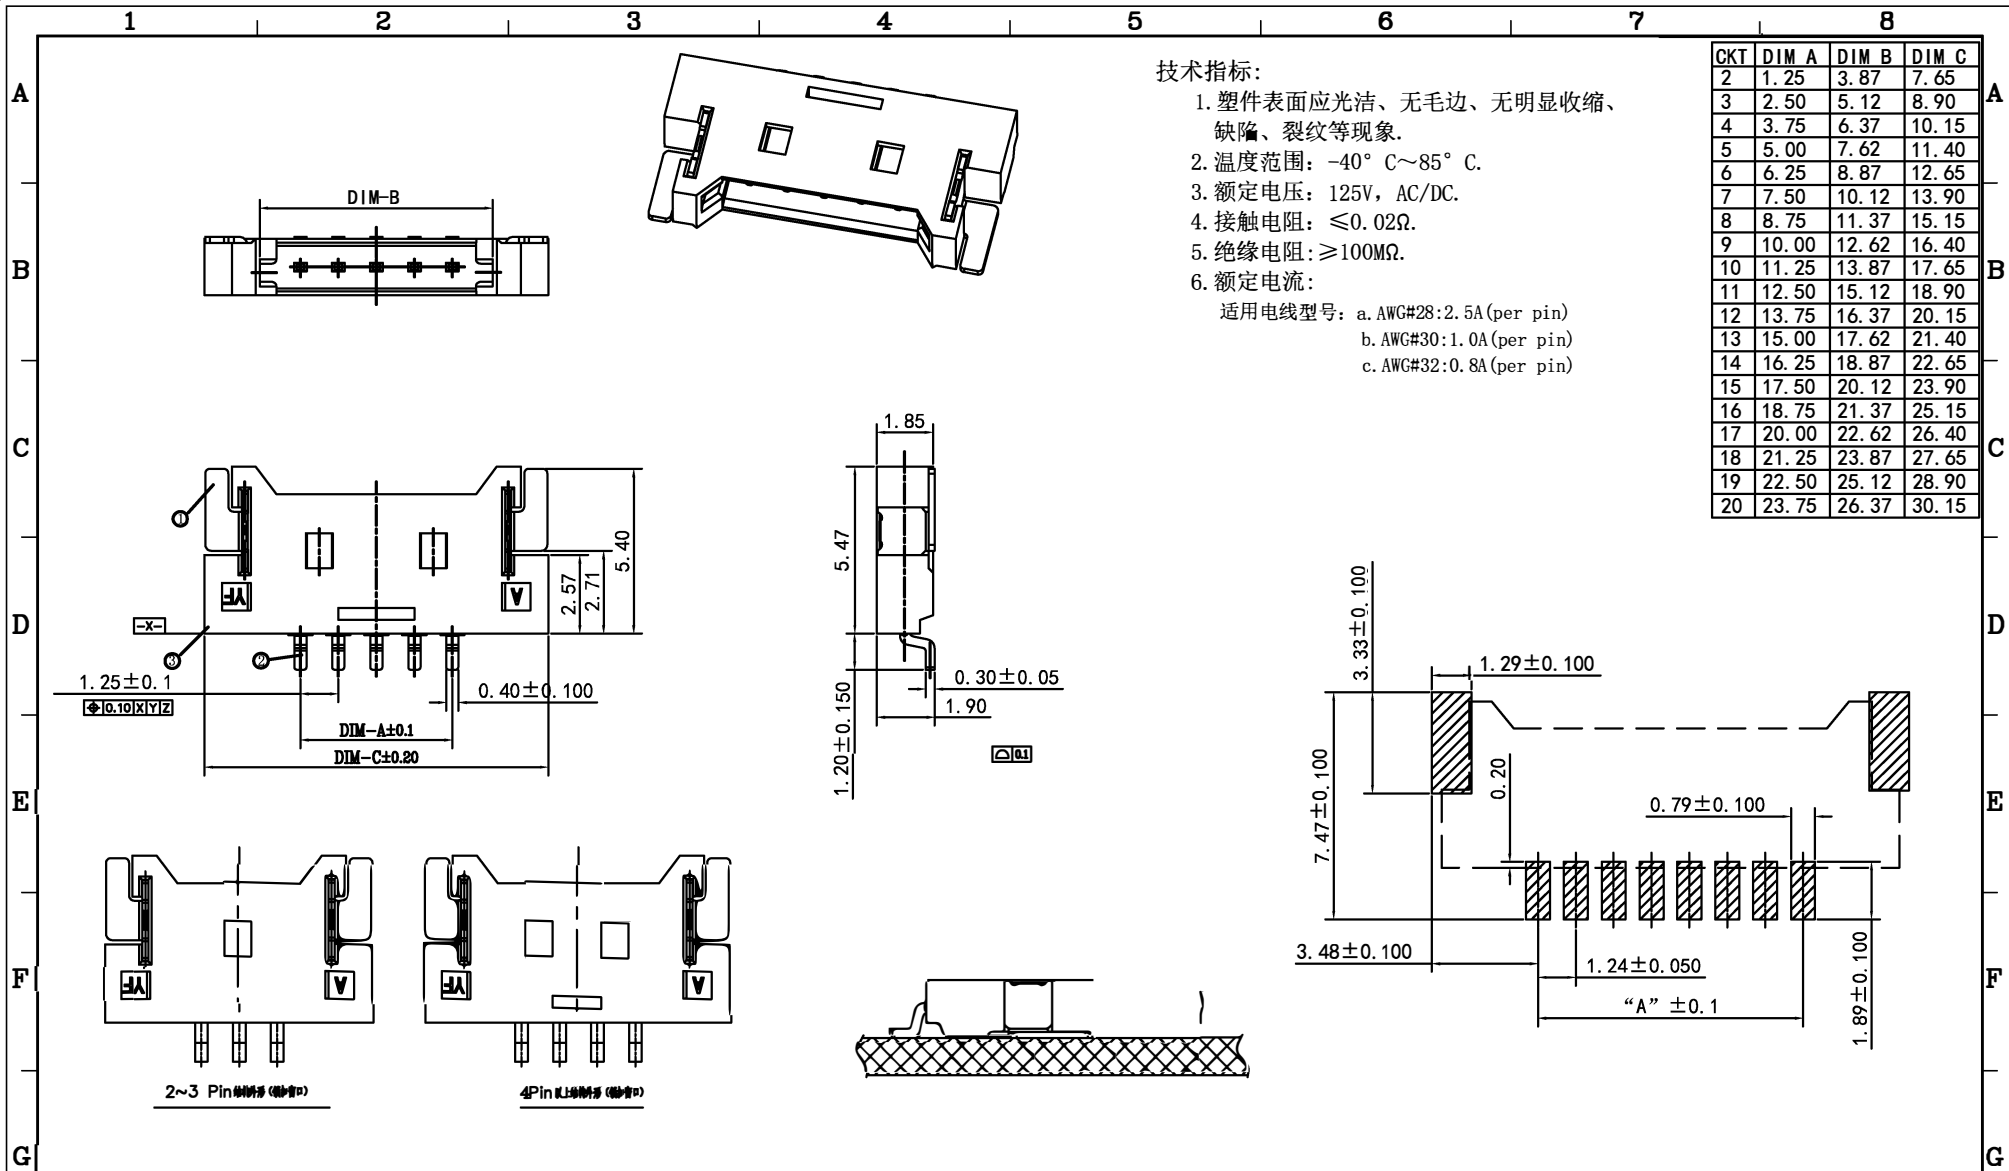 1 2 3 4 5 6 7 8
A A
B B
C C
D D
E E
F F
G G
技术指标:
1.塑件表面应光洁、无毛边、无明显收缩、
缺陷、裂纹等现象.
2.温度范围: -40° C~85° C.
3.额定电压: 125V, AC/DC.
4.接触电阻: ≤0.02Ω.
5.绝缘电阻:≥100MΩ.
6.额定电流:
适用电线型号: a.AWG#28:2.5A(per pin)
b.AWG#30:1.0A(per pin)
c.AWG#32:0.8A(per pin)
CKT DIM A DIM B DIM C
2 1.25 3.87 7.65
3 2.50 5.12 8.90
4 3.75 6.37 10.15
5 5.00 7.62 11.40
6 6.25 8.87 12.65
7 7.50 10.12 13.90
8 8.75 11.37 15.15
9 10.00 12.62 16.40
10 11.25 13.87 17.65
11 12.50 15.12 18.90
12 13.75 16.37 20.15
13 15.00 17.62 21.40
14 16.25 18.87 22.65
15 17.50 20.12 23.90
16 18.75 21.37 25.15
17 20.00 22.62 26.40
18 21.25 23.87 27.65
19 22.50 25.12 28.90
20 23.75 26.37 30.15
DIM-B
①
②
③
YF
A
-X-
2.57
2.71
5.40
1.25±0.1
⌖ 0.10 X Y Z
0.40±0.100
DIM-A±0.1
DIM-C±0.20
1.85
5.47
1.20±0.150
0.30±0.05
1.90
⌓ 0.1
3.33±0.100
1.29±0.100
7.47±0.100
0.20
0.79±0.100
3.48±0.100
1.24±0.050
“A” ±0.1
1.89±0.100
YF
A
2~3 Pin
YF
A
4Pin